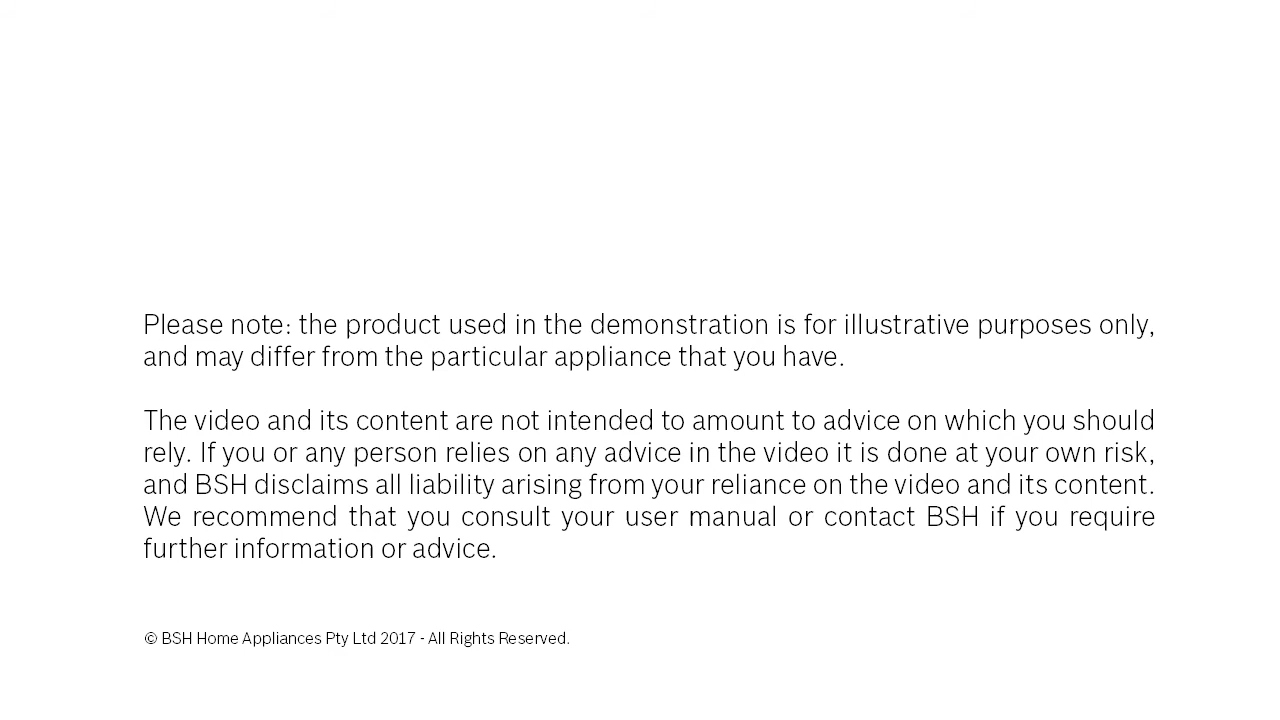 Please note: the product used in the demonstration is for illustrative purposes only,
and may differ from the particular appliance that you have.
The video and its content are not intended to amount to advice on which you should
rely. If you or any person relies on any advice in the video it is done at your own risk,
and BSH disclaims all liability arising from your reliance on the video and its content.
We recommend that you consult your user manual or contact BSH if you require
further information or advice.
© BSH Home Appliances Pty Ltd 2017 - All Rights Reserved.